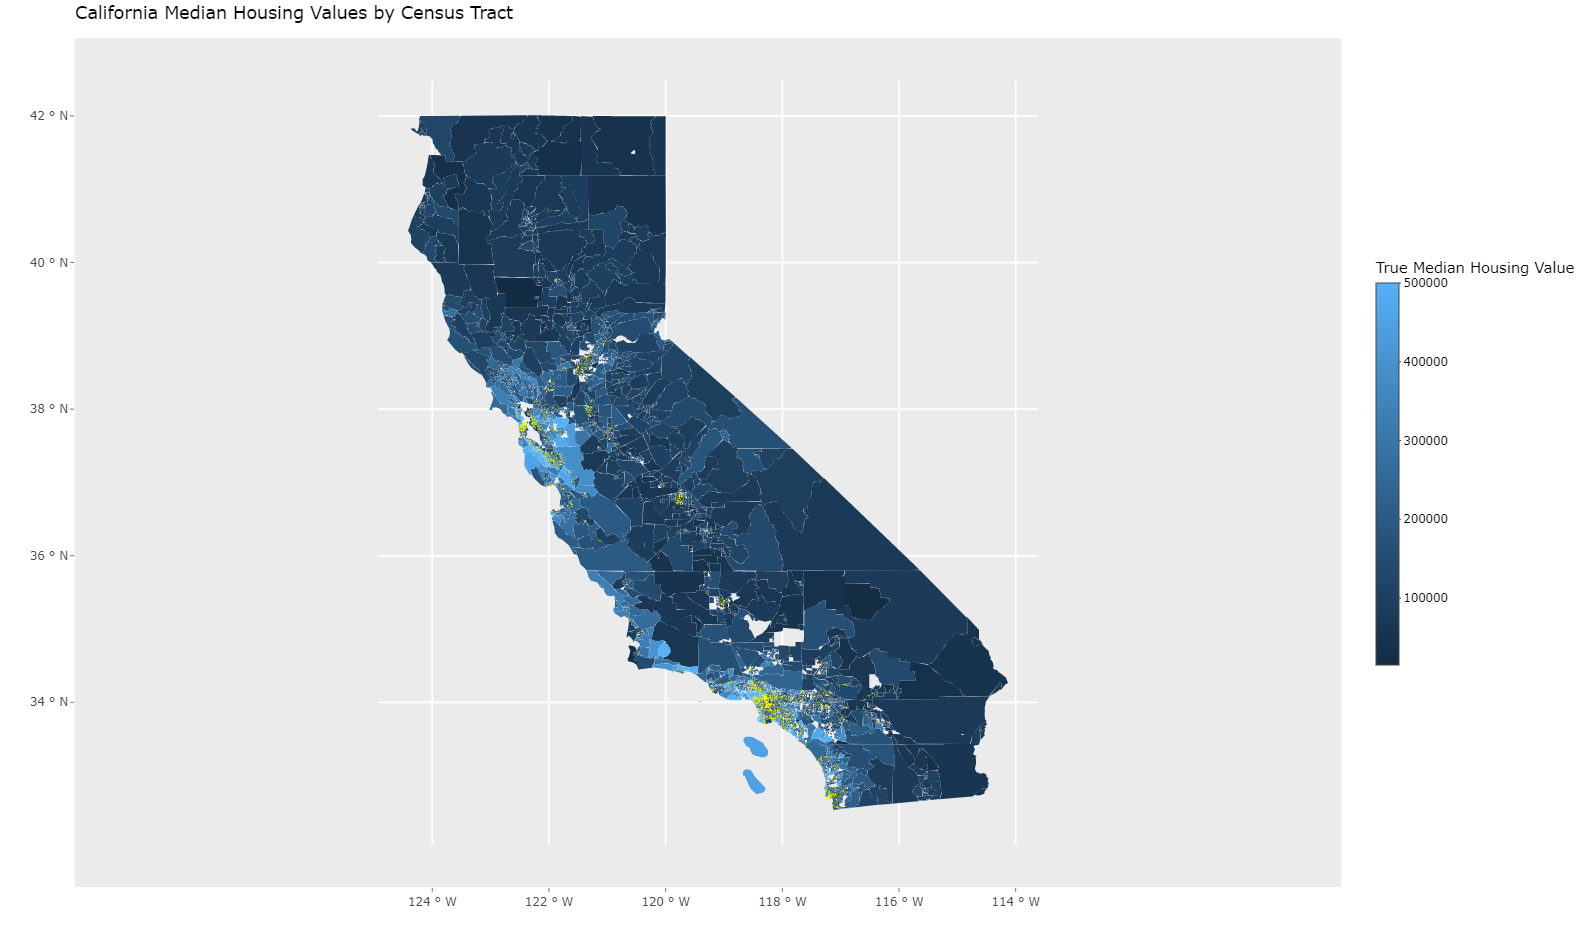 California Median Housing Values by Census Tract
42 ° N
40 ° N
38 ° N
36 ° N
34 ° N
124 ° W
122 ° W
120 ° W
118 ° W
116 ° W
114 ° W
True Median Housing Value
500000
400000
300000
200000
100000